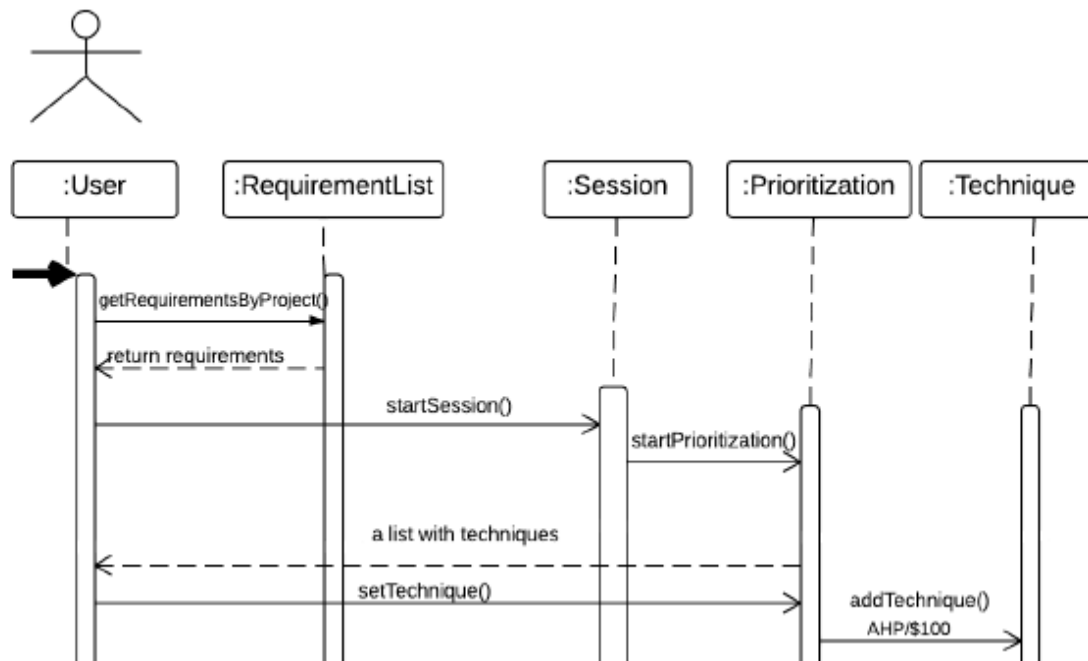 :User
:RequirementList
:Session
:Prioritization
:Technique
getRequirementsByProject()
return requirements
startSession()
startPrioritization()
a list with techniques
setTechnique()
addTechnique()
AHP/$100